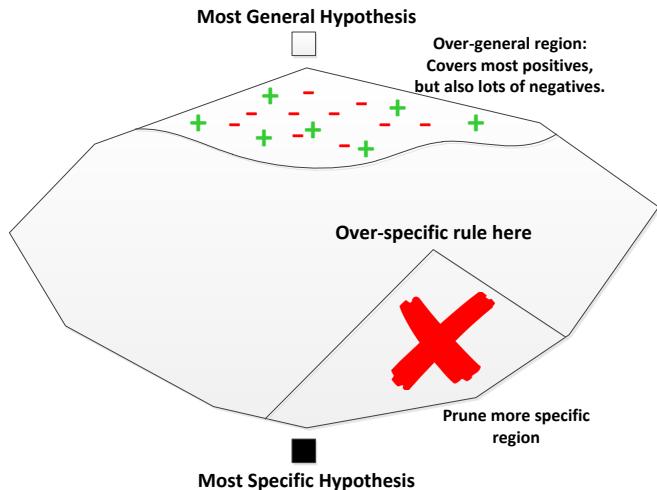 Most General Hypothesis
Over-general region:
Covers most positives,
but also lots of negatives.
Over-specific rule here
Prune more specific
region
Most Specific Hypothesis